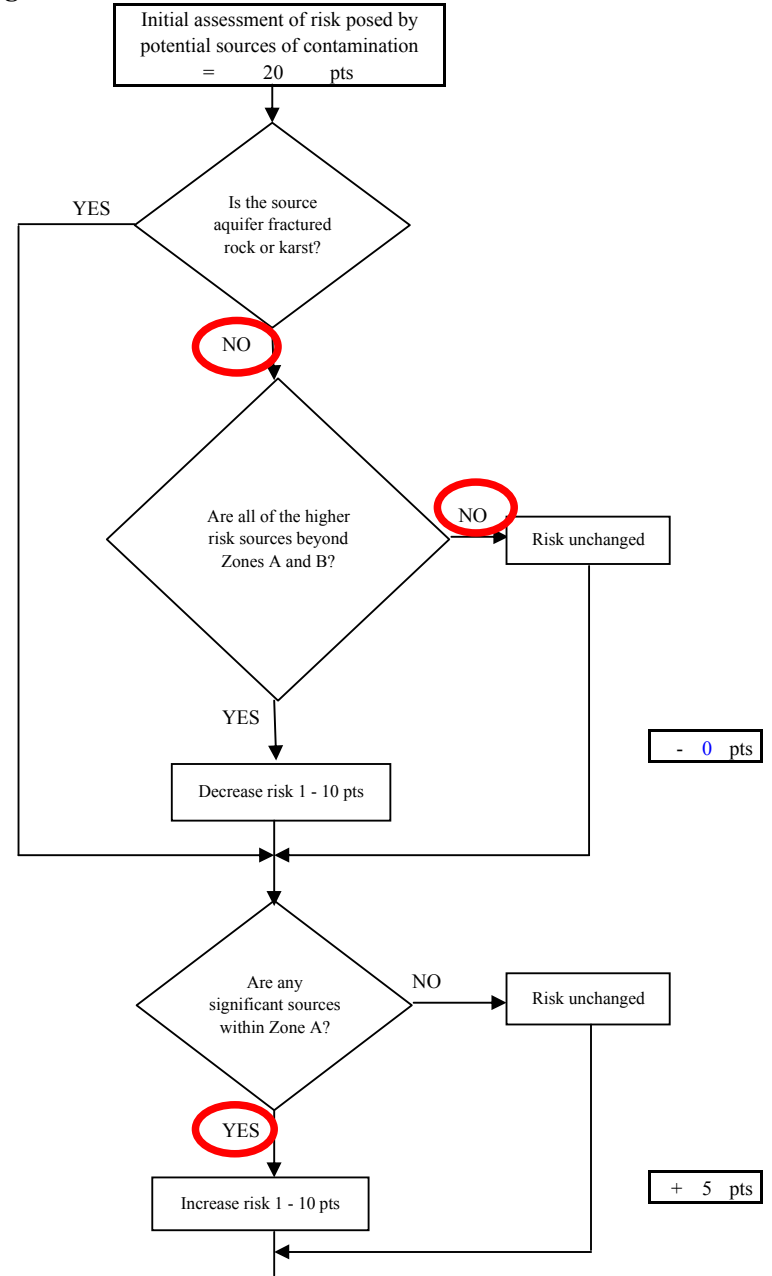 Initial assessment of risk posed by
potential sources of contamination
= 20 pts
YES
Is the source
aquifer fractured
rock or karst?
NO
Are all of the higher
risk sources beyond
Zones A and B?
NO
Risk unchanged
YES
- 0 pts
Decrease risk 1 - 10 pts
Are any
significant sources
within Zone A?
NO
Risk unchanged
YES
Increase risk 1 - 10 pts
+ 5 pts